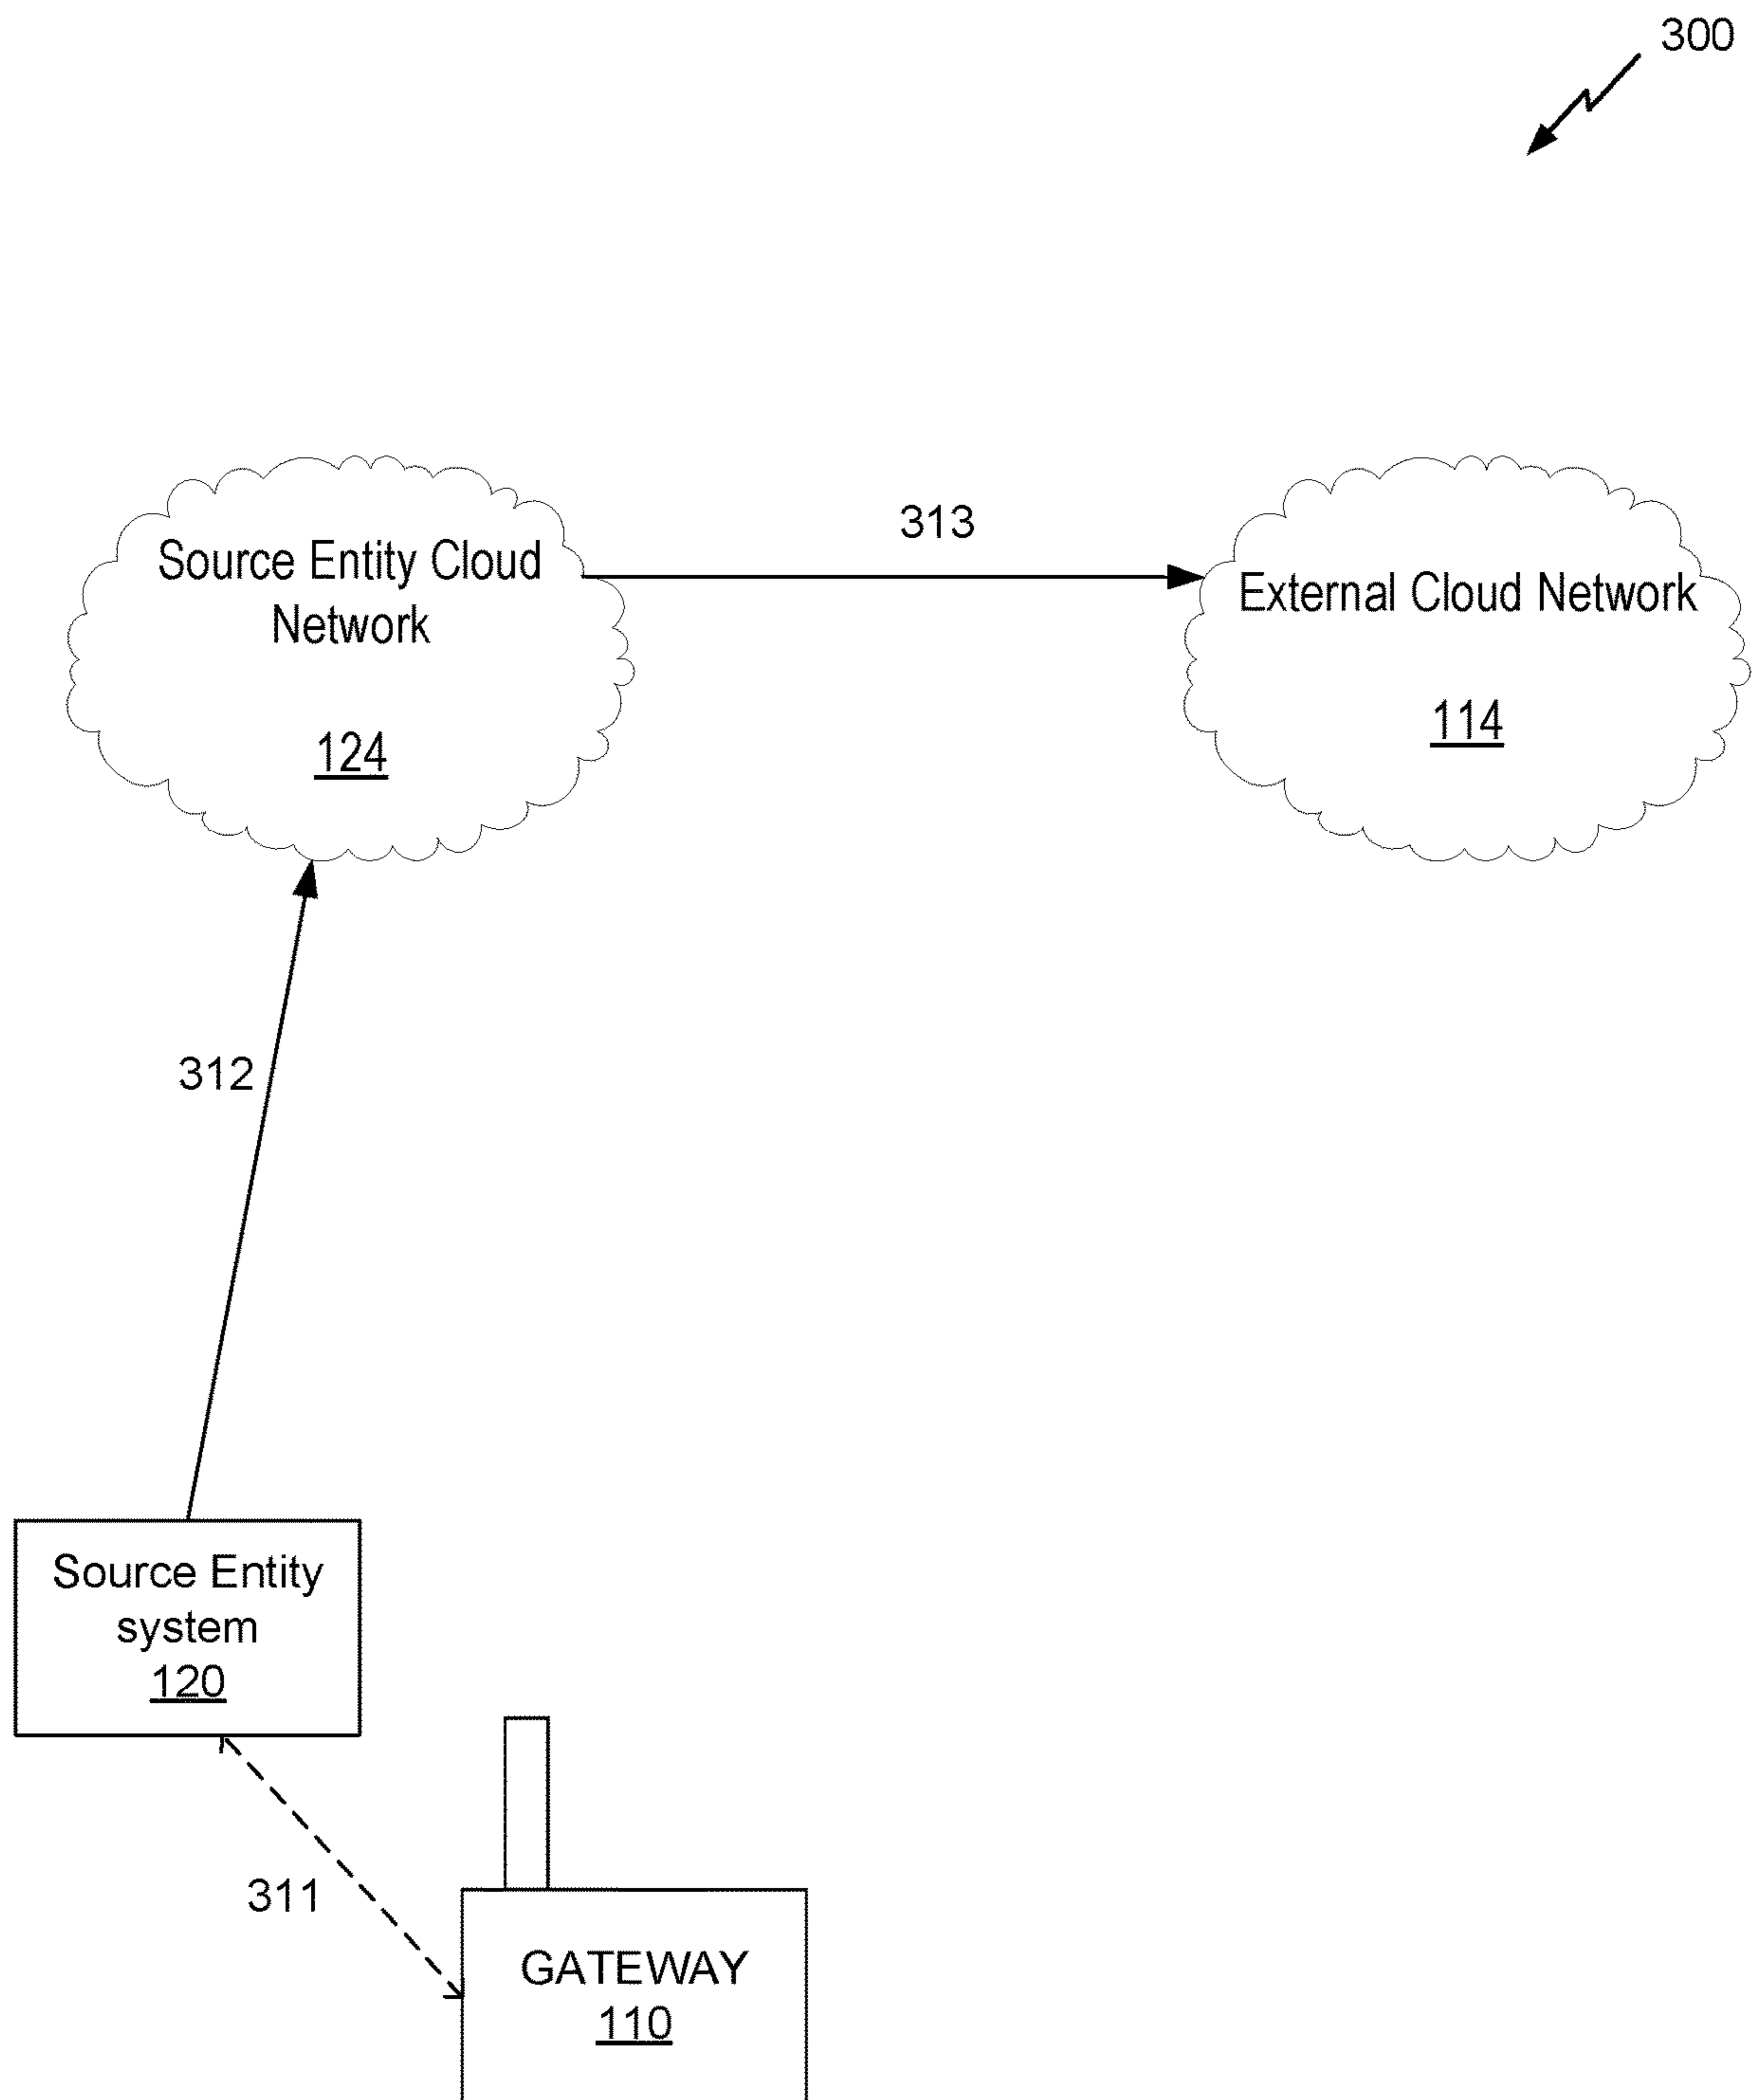 300
313
Source Entity Cloud
Network
124
External Cloud Network
114
312
Source Entity
system
120
311
GATEWAY
110